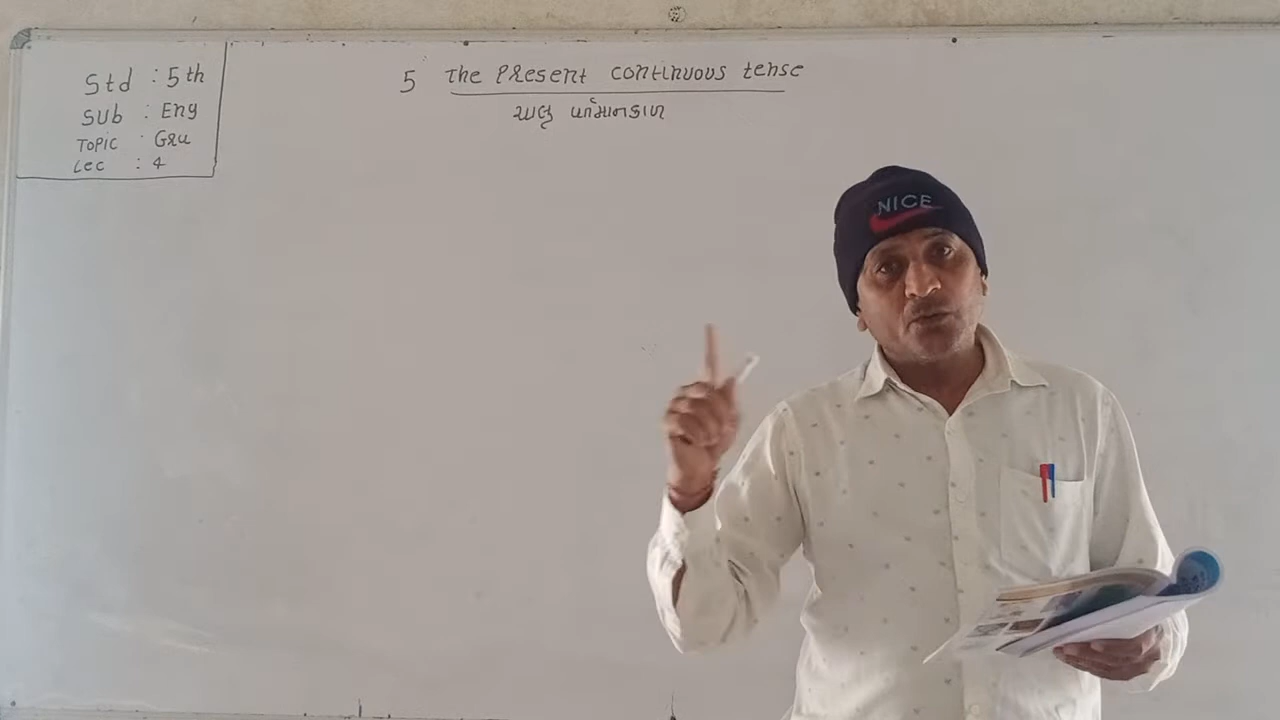 Std : 5th
Sub : Eng
Topic : Gru
Lec : 4
5 The Present continuous tense
ચાલુ વર્તમાનકાળ
NICE